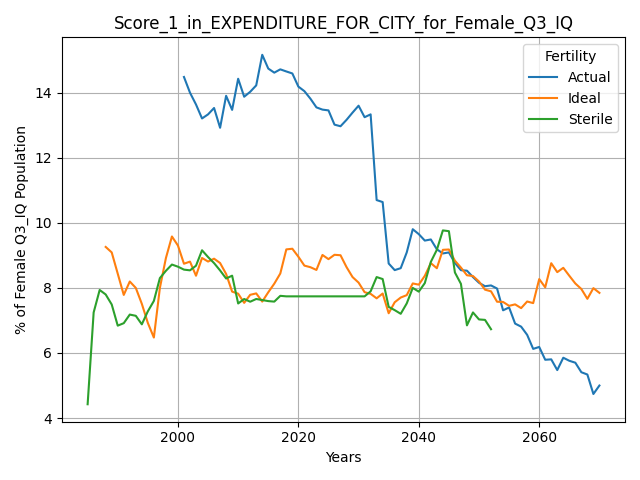 Score_1_in_EXPENDITURE_FOR_CITY_for_Female_Q3_IQ
% of Female Q3_IQ Population
14
12
10
8
6
4
2000 2020 2040 2060
Years
Fertility
Actual
Ideal
Sterile